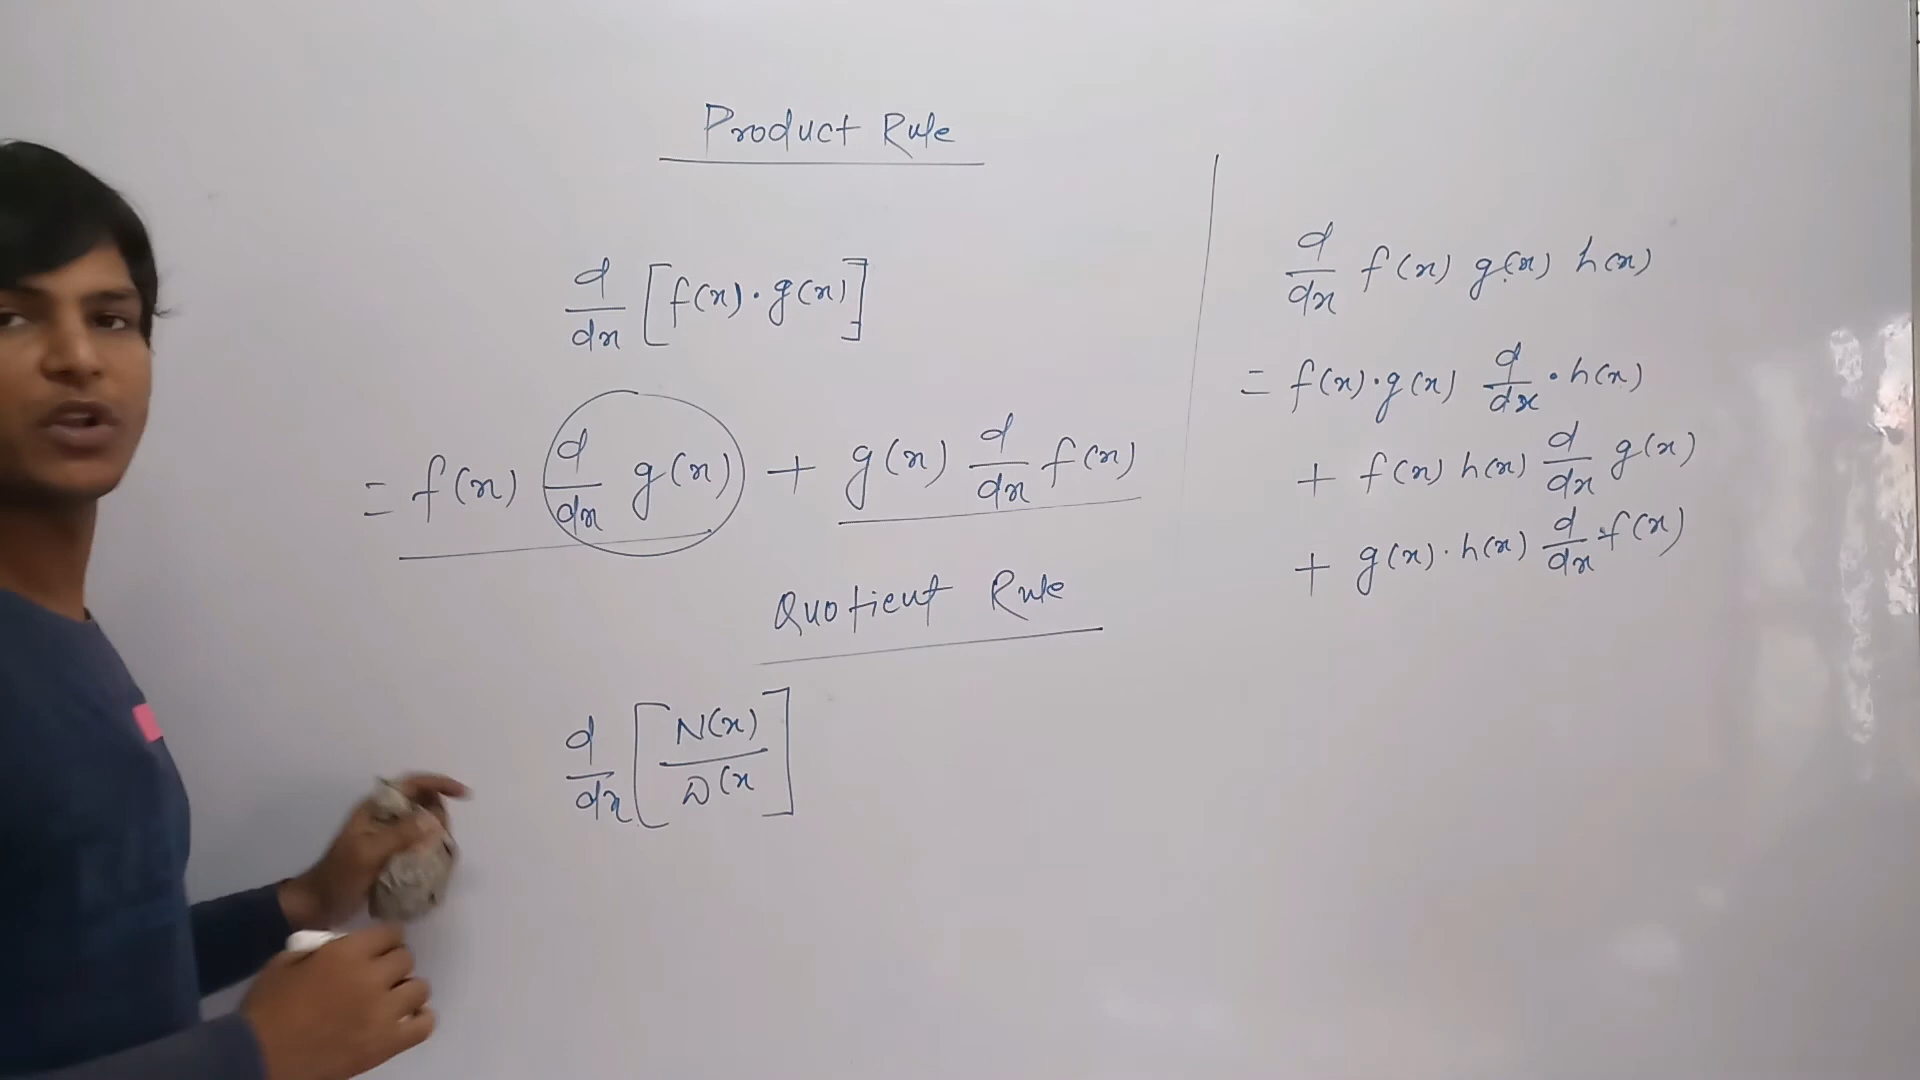 Product Rule
d/dx [f(x)·g(x)]
= f(x) d/dx g(x) + g(x) d/dx f(x)
Quotient Rule
d/dx [N(x)/D(x]
d/dx f(x) g(x) h(x)
= f(x)·g(x) d/dx · h(x)
+ f(x) h(x) d/dx g(x)
+ g(x)·h(x) d/dx · f(x)